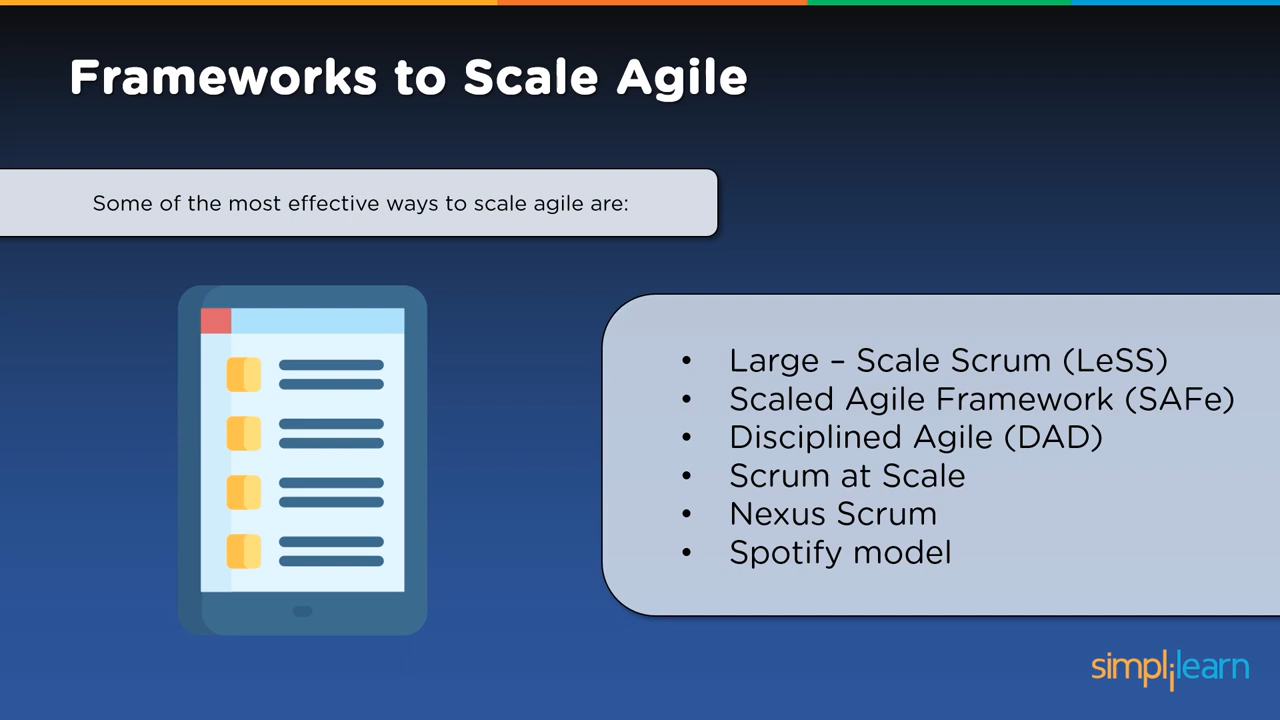 Frameworks to Scale Agile
Some of the most effective ways to scale agile are:
• Large – Scale Scrum (LeSS)
• Scaled Agile Framework (SAFe)
• Disciplined Agile (DAD)
• Scrum at Scale
• Nexus Scrum
• Spotify model
simplilearn